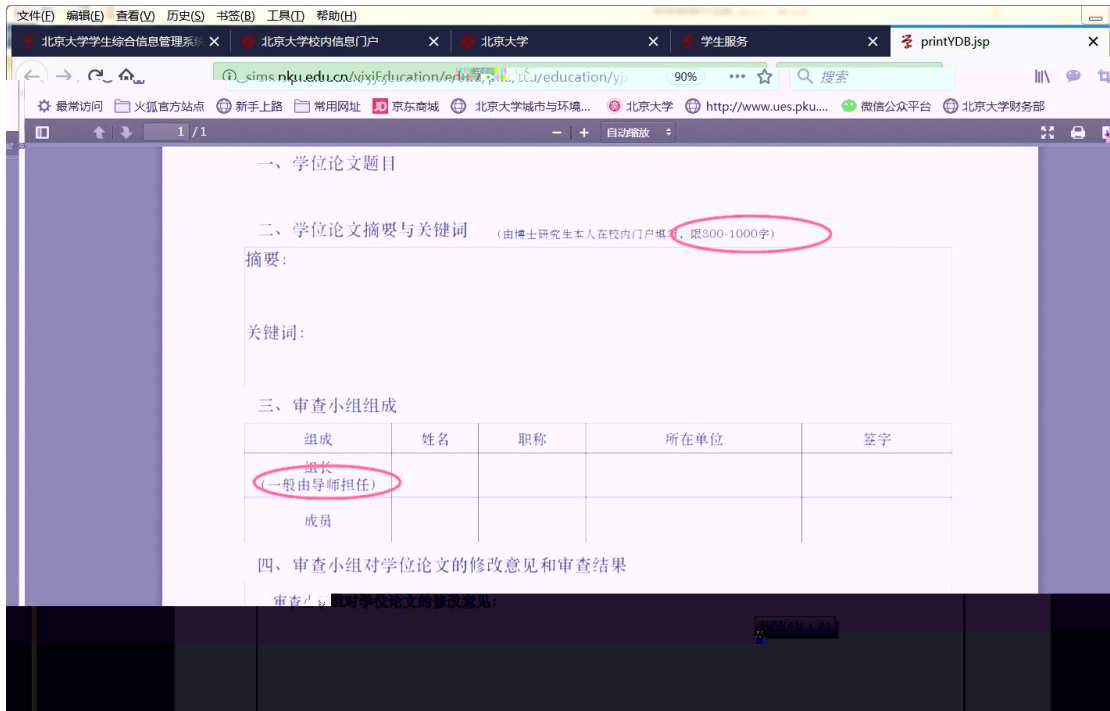 文件(F) 编辑(E) 查看(V) 历史(S) 书签(B) 工具(T) 帮助(H)
北京大学学生综合信息管理系统 北京大学校内信息门户 北京大学 学生服务 printYDB.jsp
90% 搜索
最常访问 火狐官方站点 新手上路 常用网址 JD 京东商城 北京大学城市与环境... 北京大学 http://www.ues.pku.... 微信公众平台 北京大学财务部
1 / 1 自动缩放
一、学位论文题目
二、学位论文摘要与关键词 (由博士研究生本人在校内门户填写，限800-1000字)
摘要:
关键词:
三、审查小组组成
组成 姓名 职称 所在单位 签字
组长
(一般由导师担任)
成员
四、审查小组对学位论文的修改意见和审查结果
审查小组对学位论文的修改意见: